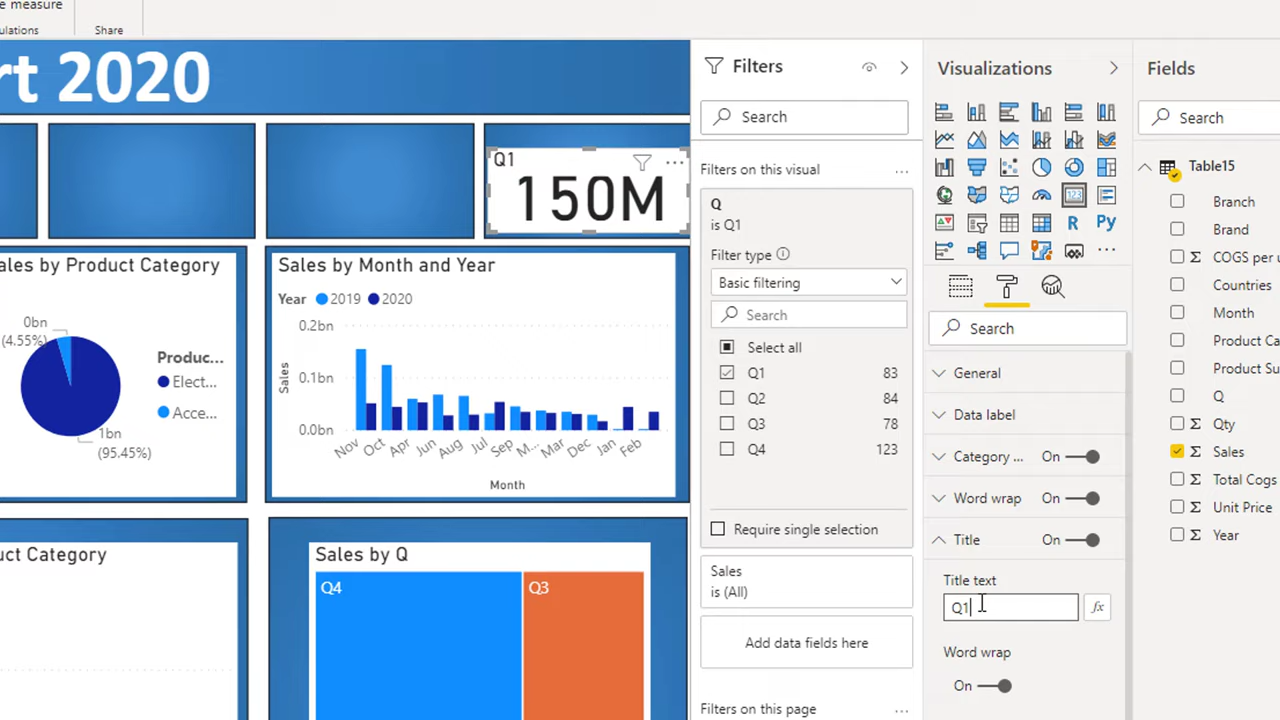 e measure
ulations
Share
rt 2020
Q1
150M
ales by Product Category
0bn
(4.55%)
Produc...
Elect...
Acce...
1bn
(95.45%)
Sales by Month and Year
Year 2019 2020
0.2bn
0.1bn
0.0bn
Sales
Nov Oct Apr Jun Aug Jul Sep M... Mar Dec Jan Feb
Month
uct Category
Sales by Q
Q4
Q3
Filters
Search
Filters on this visual
...
Q
is Q1
Filter type
Basic filtering
Search
Select all
Q1 83
Q2 84
Q3 78
Q4 123
Require single selection
Sales
is (All)
Add data fields here
Filters on this page
...
Visualizations
123
R
Py
...
Search
General
Data label
Category ... On
Word wrap On
Title On
Title text
Q1
fx
Word wrap
On
Fields
Search
Table15
Branch
Brand
Σ COGS per u
Countries
Month
Product Ca
Product Su
Q
Σ Qty
Σ Sales
Σ Total Cogs
Σ Unit Price
Σ Year